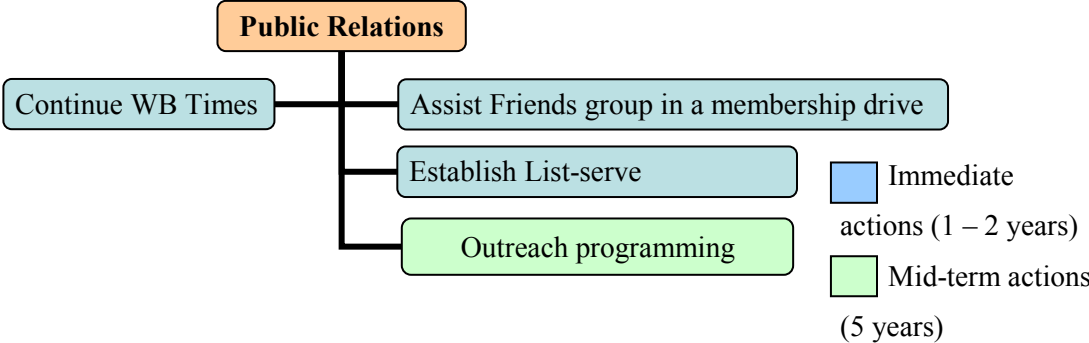 Public Relations
Continue WB Times
Assist Friends group in a membership drive
Establish List-serve
Outreach programming
Immediate
actions (1 – 2 years)
Mid-term actions
(5 years)